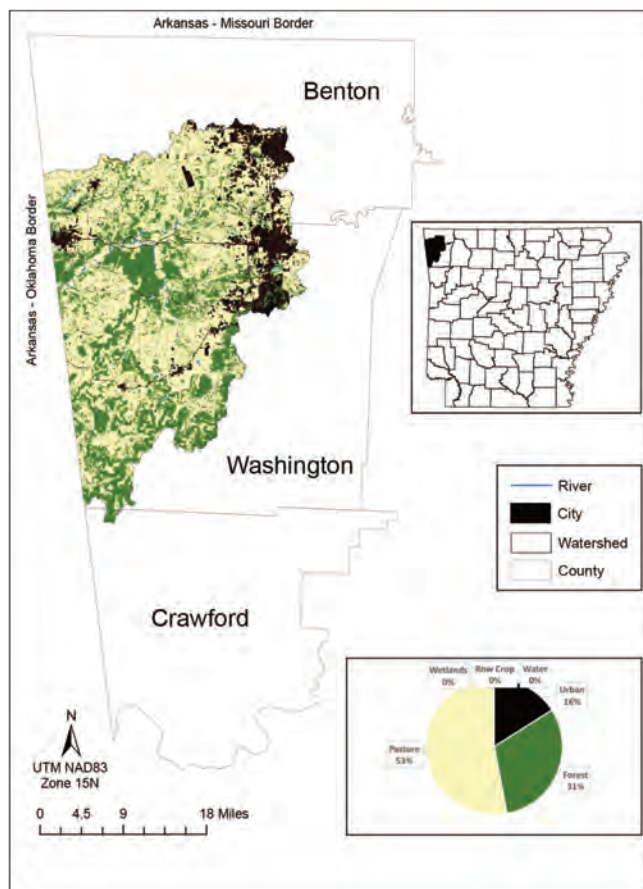 Arkansas - Missouri Border
Benton
Arkansas - Oklahoma Border
Washington
River
City
Watershed
County
Crawford
Wetlands
0%
Row Crop
0%
Water
0%
Urban
16%
Pasture
53%
Forest
31%
N
UTM NAD83
Zone 15N
0 4.5 9 18 Miles